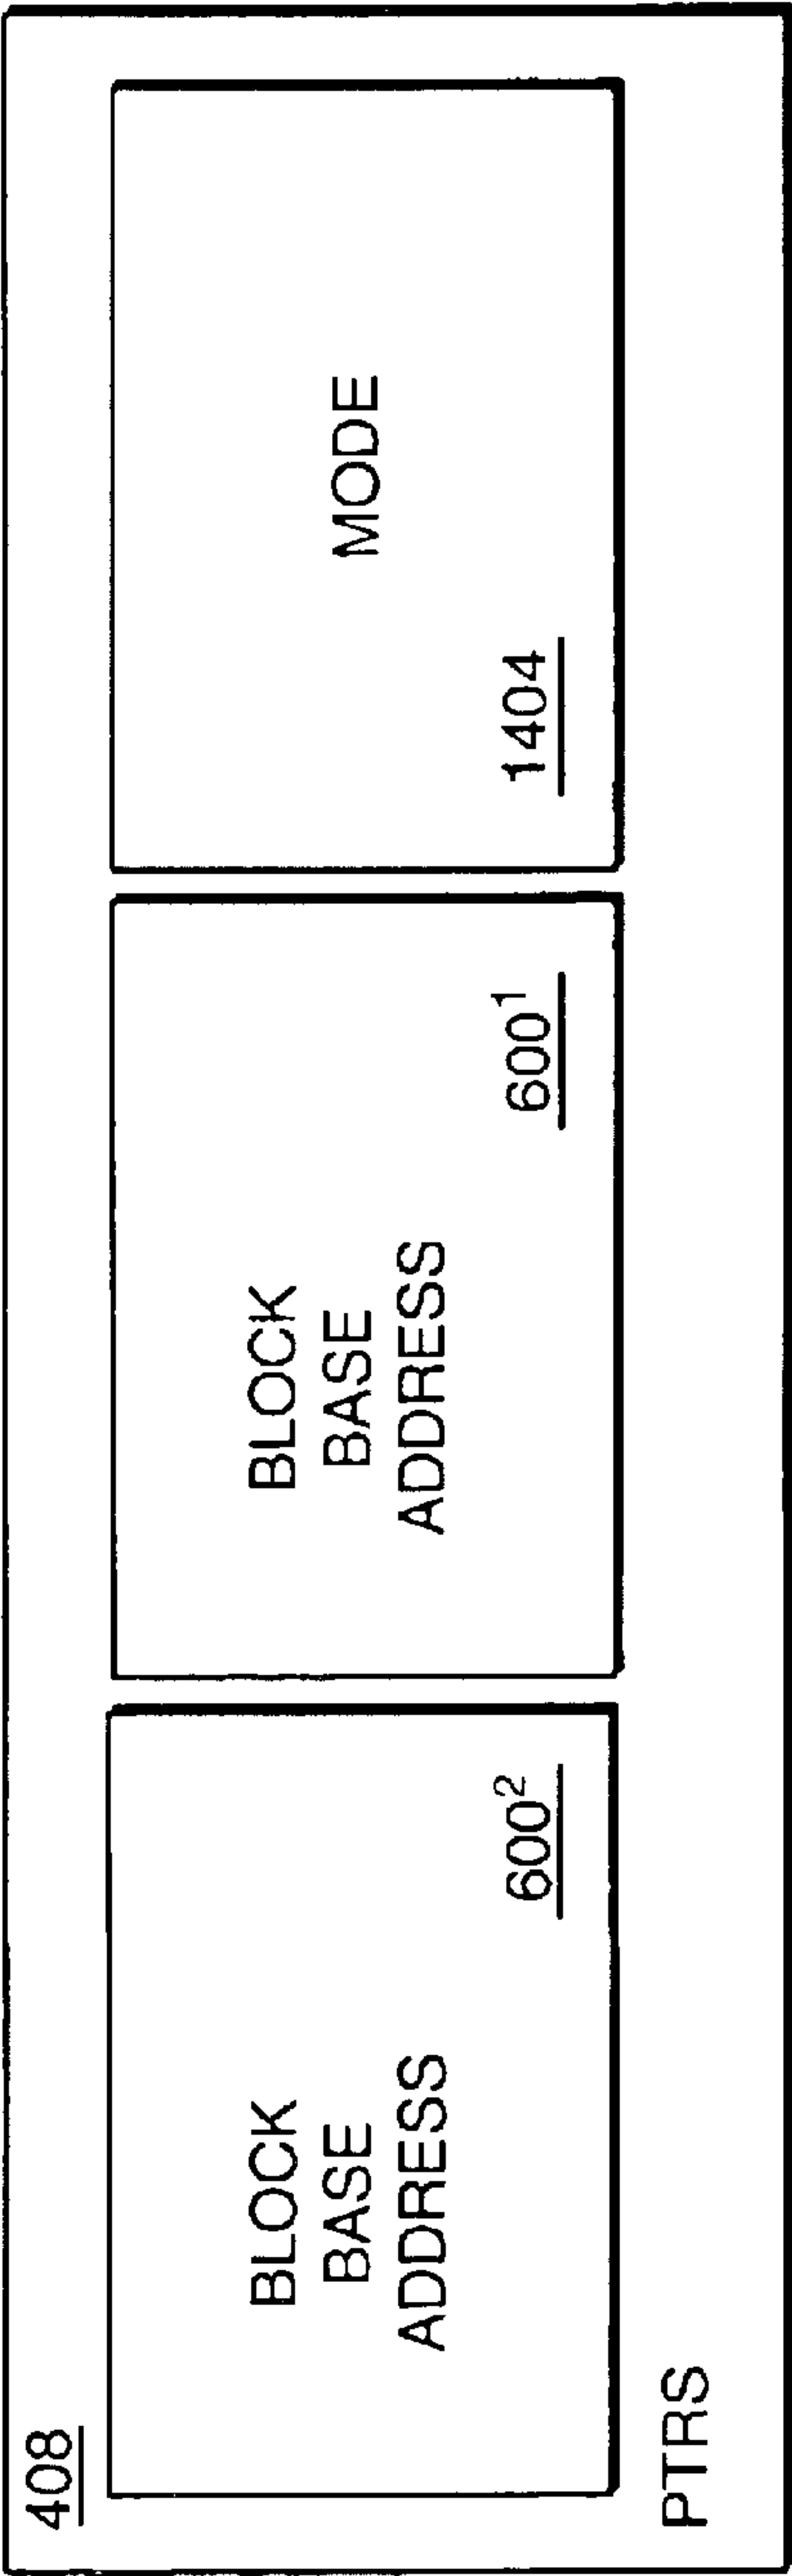 408
BLOCK
BASE
ADDRESS
600²
BLOCK
BASE
ADDRESS
600¹
MODE
1404
PTRS